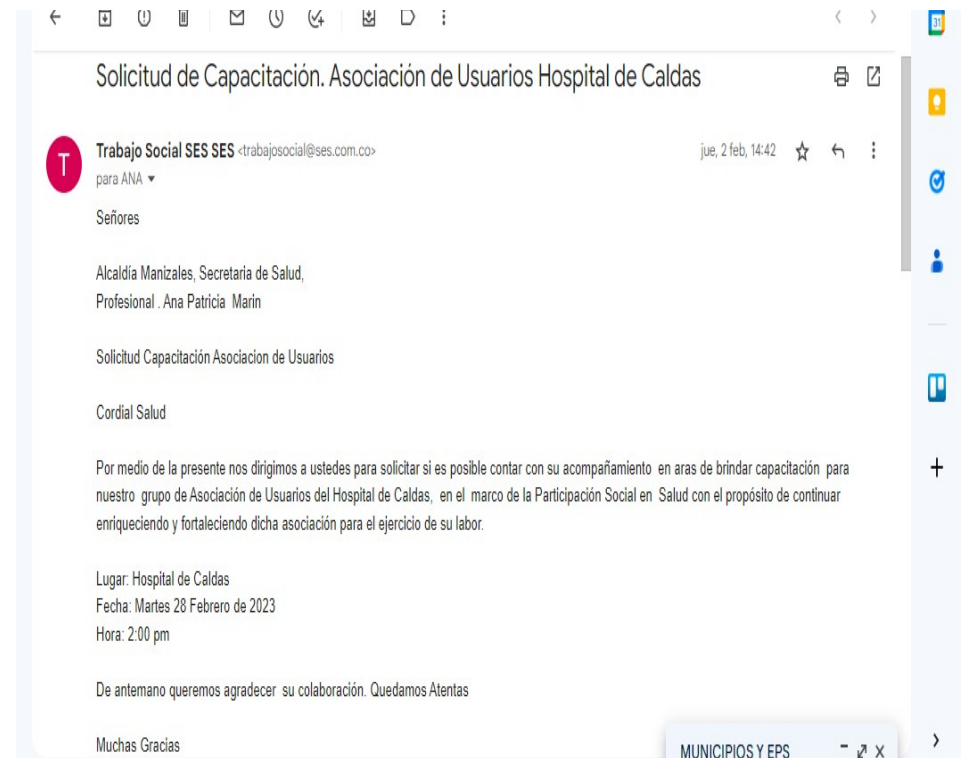 Solicitud de Capacitación. Asociación de Usuarios Hospital de Caldas
31
T
Trabajo Social SES SES <trabajosocial@ses.com.co>
jue, 2 feb, 14:42
para ANA
Señores
Alcaldía Manizales, Secretaria de Salud,
Profesional . Ana Patricia Marin
Solicitud Capacitación Asociacion de Usuarios
Cordial Salud
Por medio de la presente nos dirigimos a ustedes para solicitar si es posible contar con su acompañamiento en aras de brindar capacitación para
nuestro grupo de Asociación de Usuarios del Hospital de Caldas, en el marco de la Participación Social en Salud con el propósito de continuar
enriqueciendo y fortaleciendo dicha asociación para el ejercicio de su labor.
Lugar: Hospital de Caldas
Fecha: Martes 28 Febrero de 2023
Hora: 2:00 pm
De antemano queremos agradecer su colaboración. Quedamos Atentas
Muchas Gracias
MUNICIPIOS Y EPS